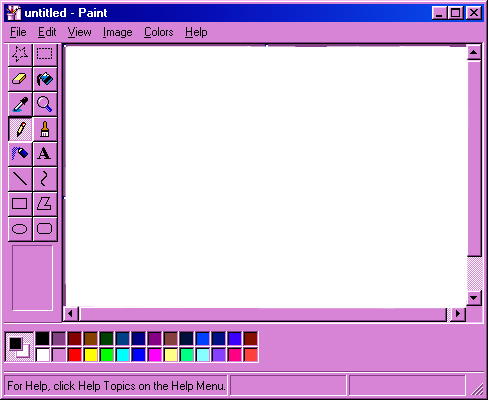 untitled - Paint
File Edit View Image Colors Help
A
For Help, click Help Topics on the Help Menu.